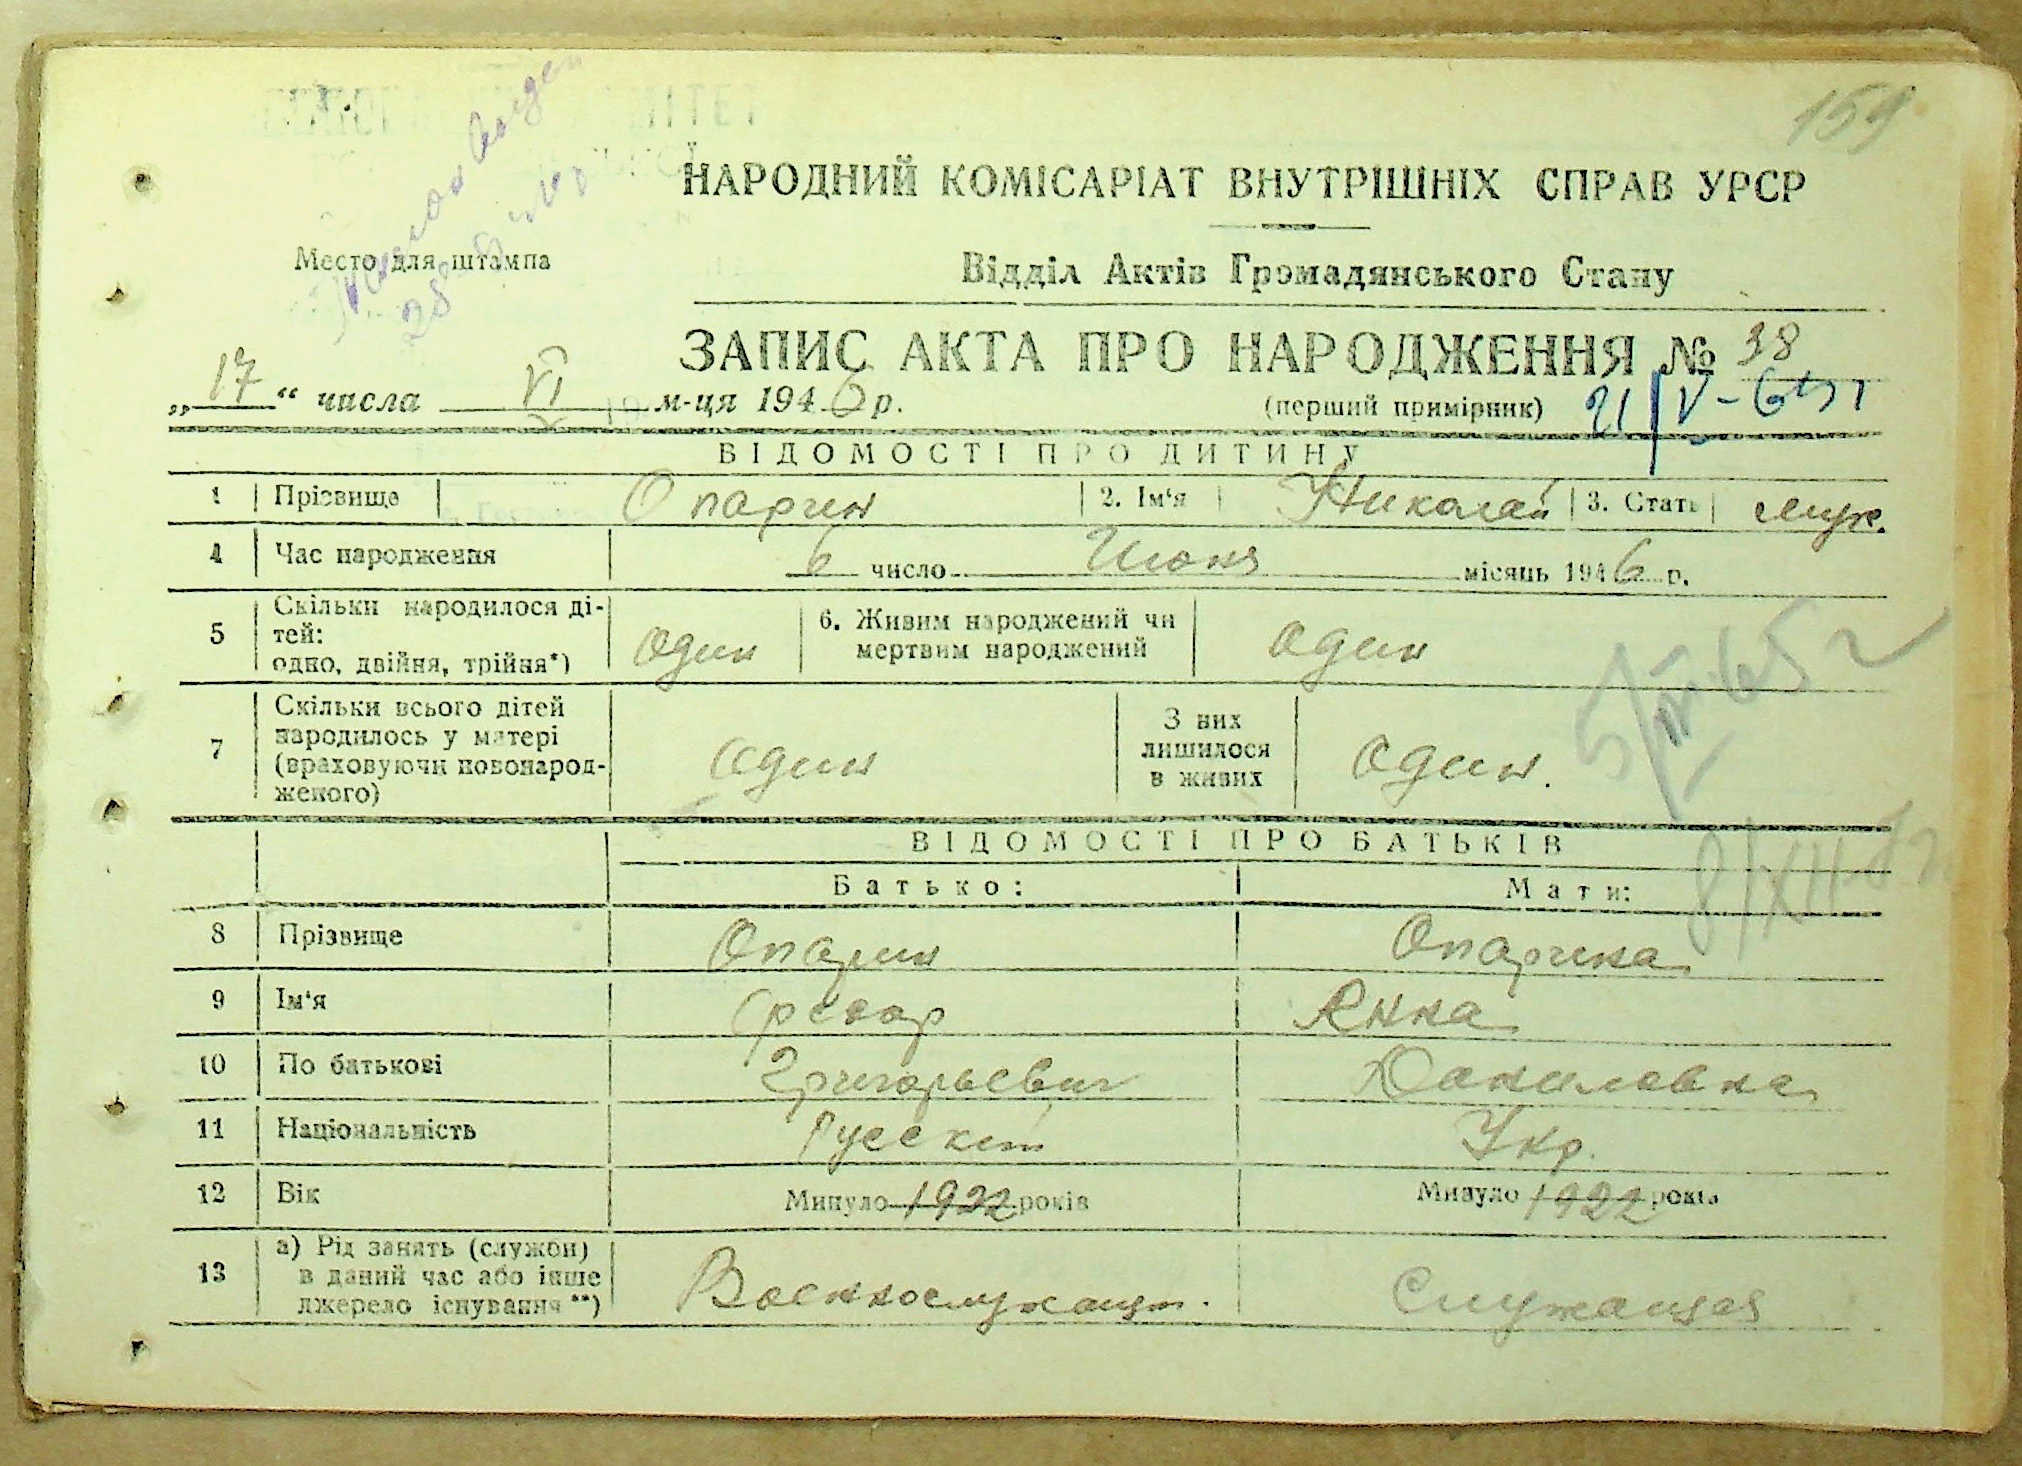 159
НАРОДНИЙ КОМІСАРІАТ ВНУТРІШНІХ СПРАВ УРСР
Место для штампа
Відділ Актів Громадянського Стану
ЗАПИС АКТА ПРО НАРОДЖЕННЯ № 38
„17“ числа VI м-ця 1946 р.
(перший примірник)
ВІДОМОСТІ ПРО ДИТИНУ
1 Прізвище Опарин 2. Ім‘я Николай 3. Стать муж.
4 Час народження 6 число Июня місяць 1946 р.
5 Скільки народилося ді-
тей:
одно, двійня, трійня*) один
6. Живим народжений чи
мертвим народжений один
7 Скільки всього дітей
народилось у матері
(враховуючи новонарод-
женого) один
З них
лишилося
в живих один.
ВІДОМОСТІ ПРО БАТЬКІВ
Батько: Мати:
8 Прізвище Опарин Опарина
9 Ім‘я Анна
10 По батькові Григорьевич Даниловна
11 Національність Русский Укр.
12 Вік Минуло 1922 років Минуло 1922 років
13 а) Рід занять (служби)
в даний час або інше
джерело існування**) Военнослужащ. Служащая